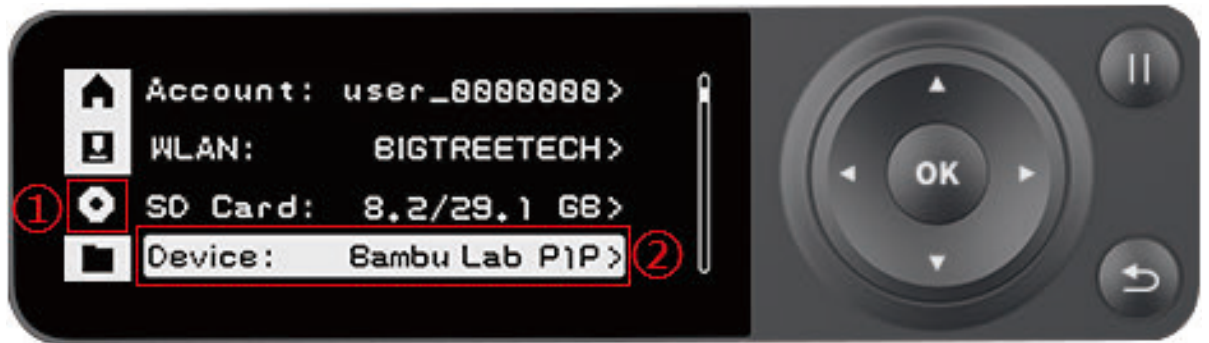 Account: user_0000000>
WLAN: BIGTREETECH>
① SD Card: 8.2/29.1 GB>
Device: Bambu Lab P1P> ②
OK